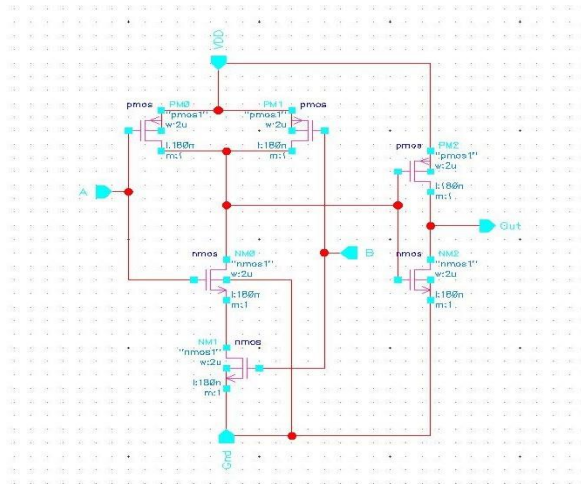 VDD
pmos PM0 PM1 pmos
"pmos1" "pmos1"
w:2u w:2u
l:180n l:180n
m:1 m:1
pmos PM2
"pmos1"
w:2u
l:180n
m:1
A
Out
B
nmos NM0
"nmos1"
w:2u
l:180n
m:1
nmos NM2
"nmos1"
w:2u
l:180n
m:1
NM1 nmos
"nmos1"
w:2u
l:180n
m:1
Gnd